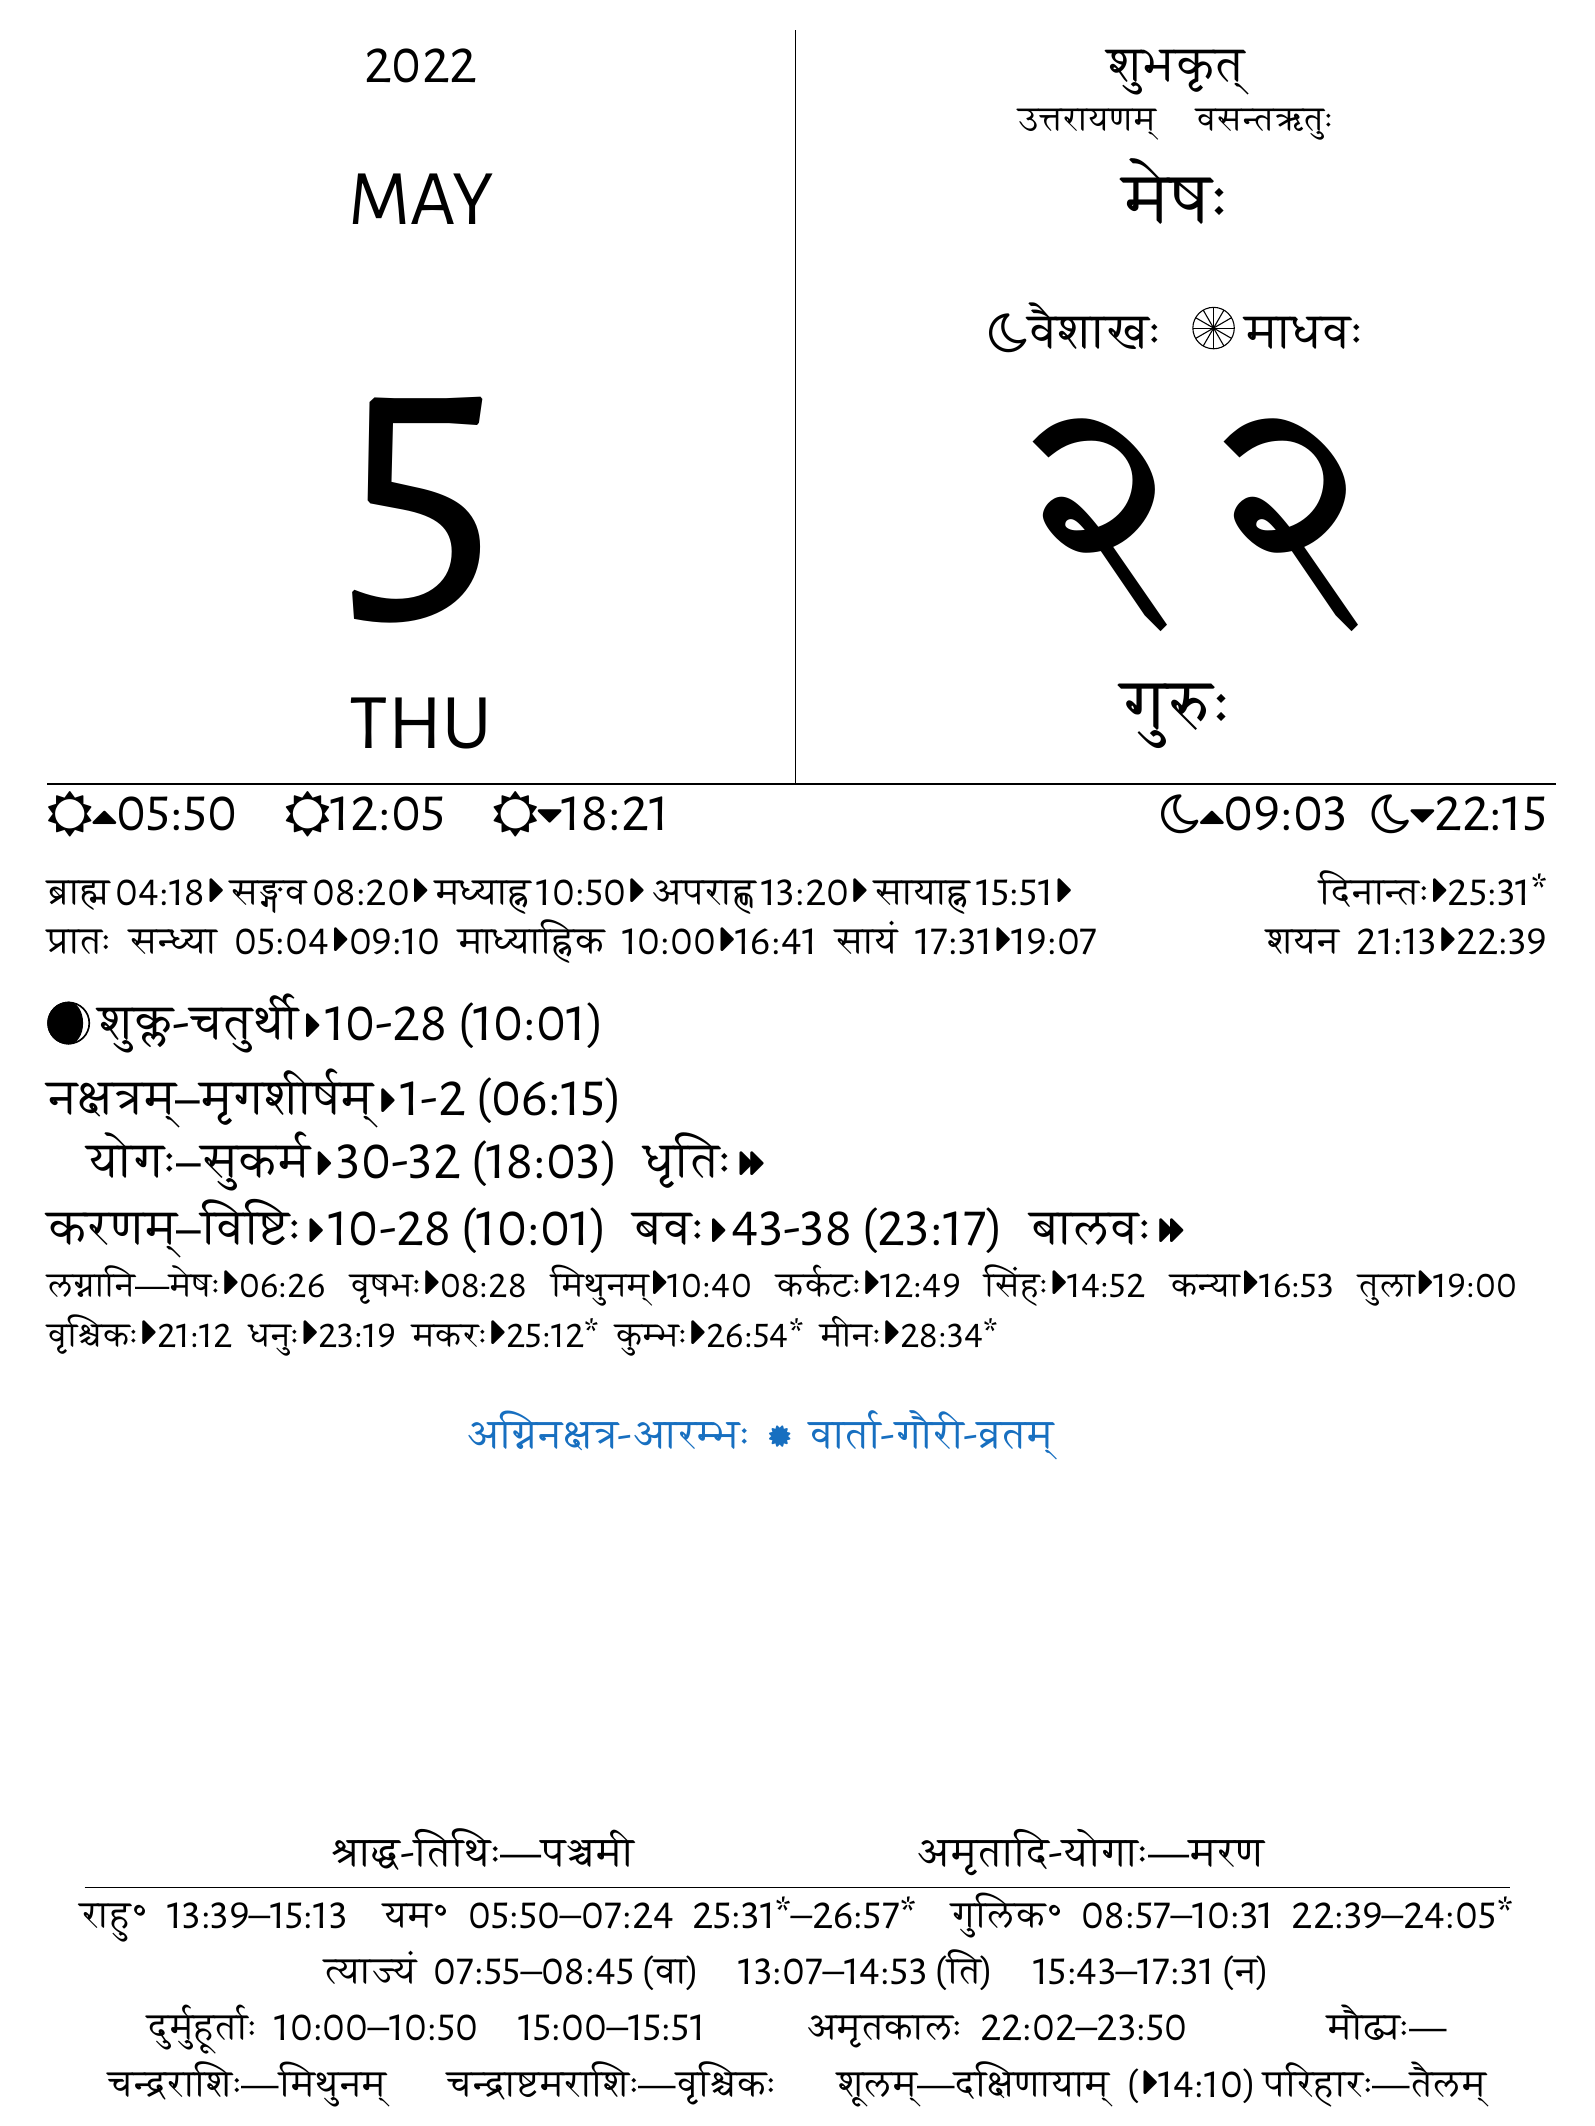 2022
MAY
5
THU
शुभकृत्
उत्तरायणम् वसन्तऋतुः
मेषः
वैशाखः माधवः
२२
गुरुः
05:50 12:05 18:21 09:03 22:15
ब्राह्म 04:18 सङ्गव 08:20 मध्याह्न 10:50 अपराह्ण 13:20 सायाह्न 15:51 दिनान्तः 25:31*
प्रातः सन्ध्या 05:04 09:10 माध्याह्निक 10:00 16:41 सायं 17:31 19:07 शयन 21:13 22:39
शुक्ल-चतुर्थी 10-28 (10:01)
नक्षत्रम्–मृगशीर्षम् 1-2 (06:15)
योगः–सुकर्म 30-32 (18:03) धृतिः
करणम्–विष्टिः 10-28 (10:01) बवः 43-38 (23:17) बालवः
लग्नानि—मेषः 06:26 वृषभः 08:28 मिथुनम् 10:40 कर्कटः 12:49 सिंहः 14:52 कन्या 16:53 तुला 19:00
वृश्चिकः 21:12 धनुः 23:19 मकरः 25:12* कुम्भः 26:54* मीनः 28:34*
अग्निनक्षत्र-आरम्भः वार्ता-गौरी-व्रतम्
श्राद्ध-तिथिः—पञ्चमी अमृतादि-योगाः—मरण
राहु॰ 13:39–15:13 यम॰ 05:50–07:24 25:31*–26:57* गुलिक॰ 08:57–10:31 22:39–24:05*
त्याज्यं 07:55–08:45 (वा) 13:07–14:53 (ति) 15:43–17:31 (न)
दुर्मुहूर्ताः 10:00–10:50 15:00–15:51 अमृतकालः 22:02–23:50 मौढ्यः—
चन्द्रराशिः—मिथुनम् चन्द्राष्टमराशिः—वृश्चिकः शूलम्—दक्षिणायाम् (14:10) परिहारः—तैलम्